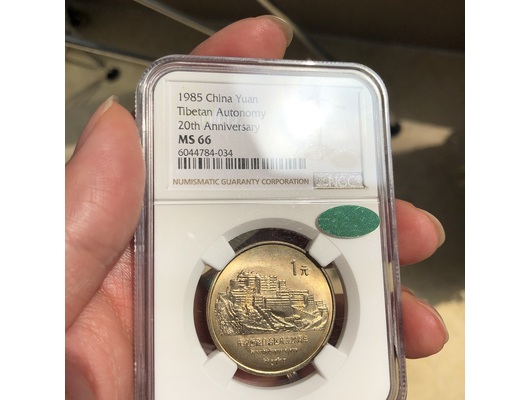 1985 China Yuan
Tibetan Autonomy
20th Anniversary
MS 66
6044784-034
NUMISMATIC GUARANTY CORPORATION
NGC
1元